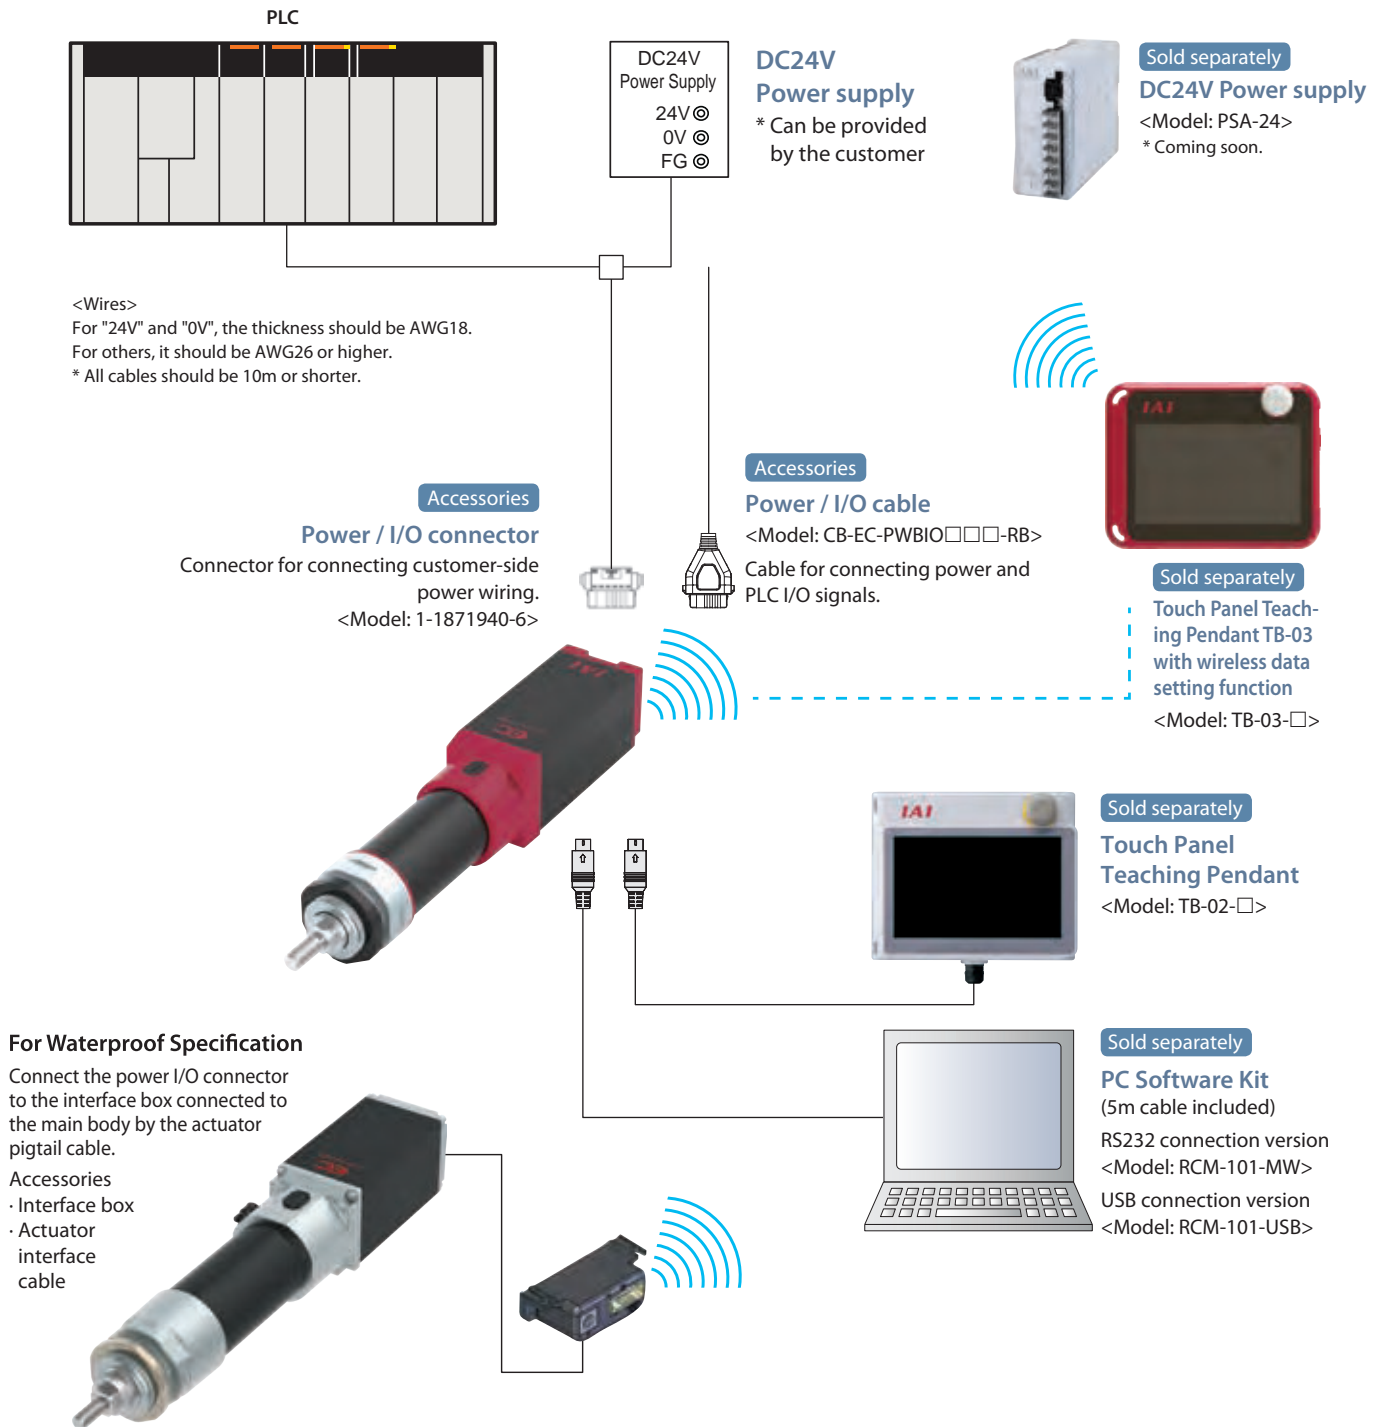 PLC
DC24V
Power Supply
24V
0V
FG
DC24V
Power supply
* Can be provided
by the customer
IAI
Sold separately
DC24V Power supply
<Model: PSA-24>
* Coming soon.
<Wires>
For "24V" and "0V", the thickness should be AWG18.
For others, it should be AWG26 or higher.
* All cables should be 10m or shorter.
IAI
Accessories
Power / I/O connector
Connector for connecting customer-side
power wiring.
<Model: 1-1871940-6>
Accessories
Power / I/O cable
<Model: CB-EC-PWBIO□□□-RB>
Cable for connecting power and
PLC I/O signals.
Sold separately
Touch Panel Teach-
ing Pendant TB-03
with wireless data
setting function
<Model: TB-03-□>
IAI
EC
IAI
Sold separately
Touch Panel
Teaching Pendant
<Model: TB-02-□>
Sold separately
PC Software Kit
(5m cable included)
RS232 connection version
<Model: RCM-101-MW>
USB connection version
<Model: RCM-101-USB>
For Waterproof Specification
Connect the power I/O connector
to the interface box connected to
the main body by the actuator
pigtail cable.
Accessories
· Interface box
· Actuator
interface
cable
EC